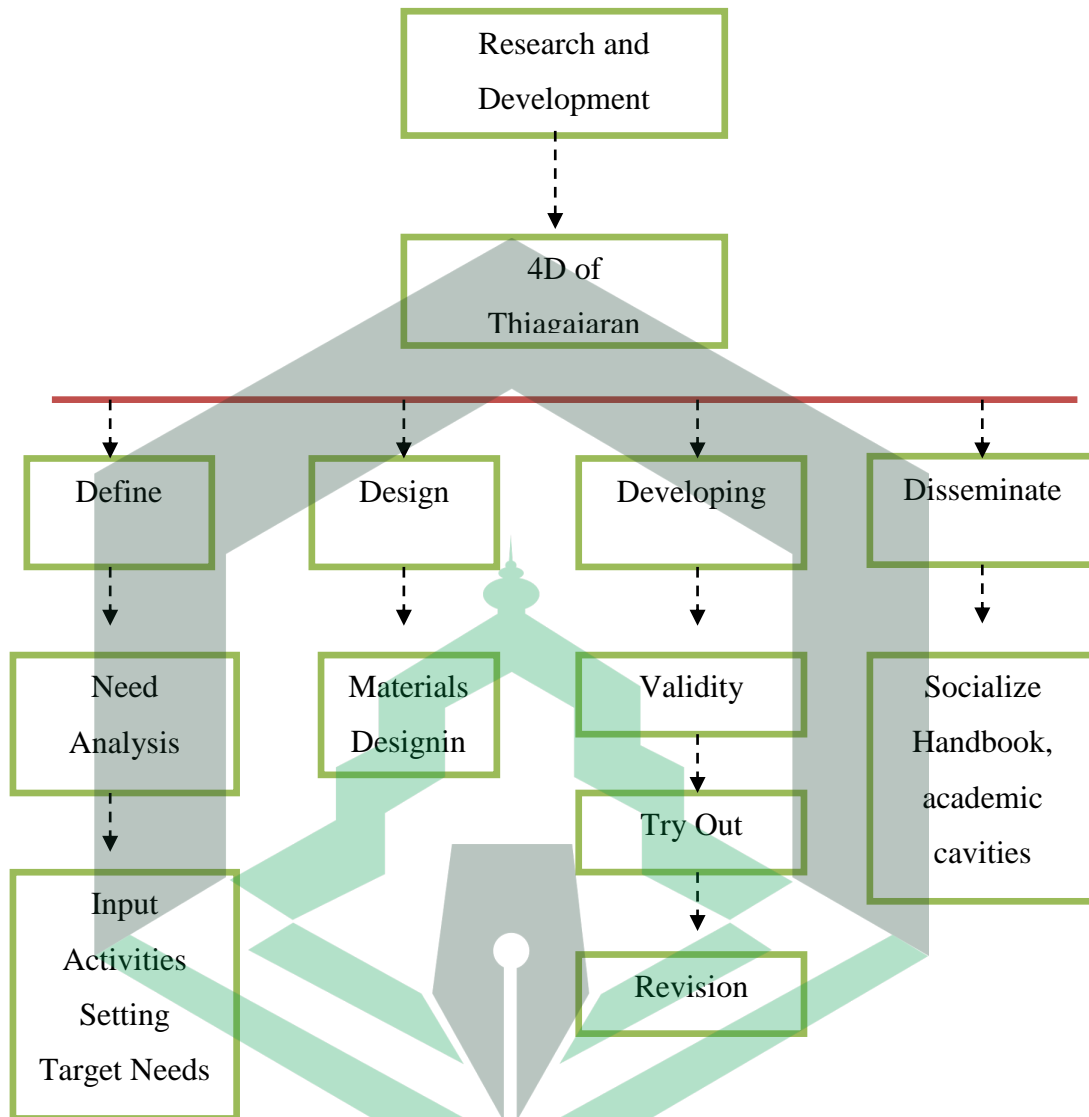 Research and
Development
4D of
Thiagajaran
Define
Design
Developing
Disseminate
Need
Analysis
Materials
Designin
Validity
Socialize
Handbook,
academic
cavities
Try Out
Input
Activities
Setting
Target Needs
Revision